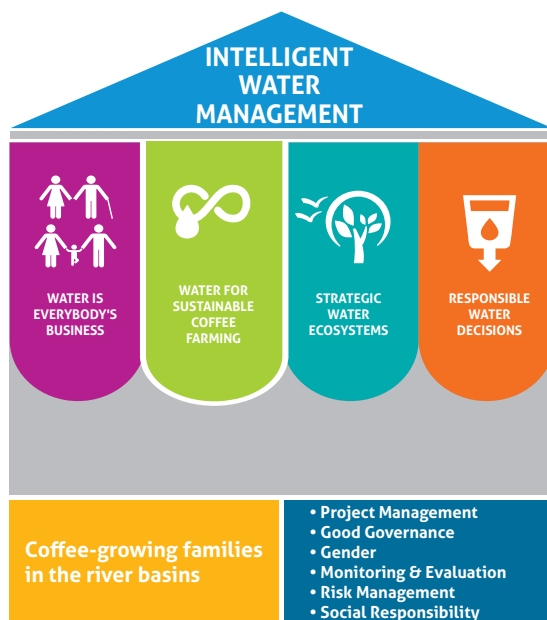 INTELLIGENT
WATER
MANAGEMENT
WATER IS
EVERYBODY'S
BUSINESS
WATER FOR
SUSTAINABLE
COFFEE
FARMING
STRATEGIC
WATER
ECOSYSTEMS
RESPONSIBLE
WATER
DECISIONS
Coffee-growing families
in the river basins
• Project Management
• Good Governance
• Gender
• Monitoring & Evaluation
• Risk Management
• Social Responsibility